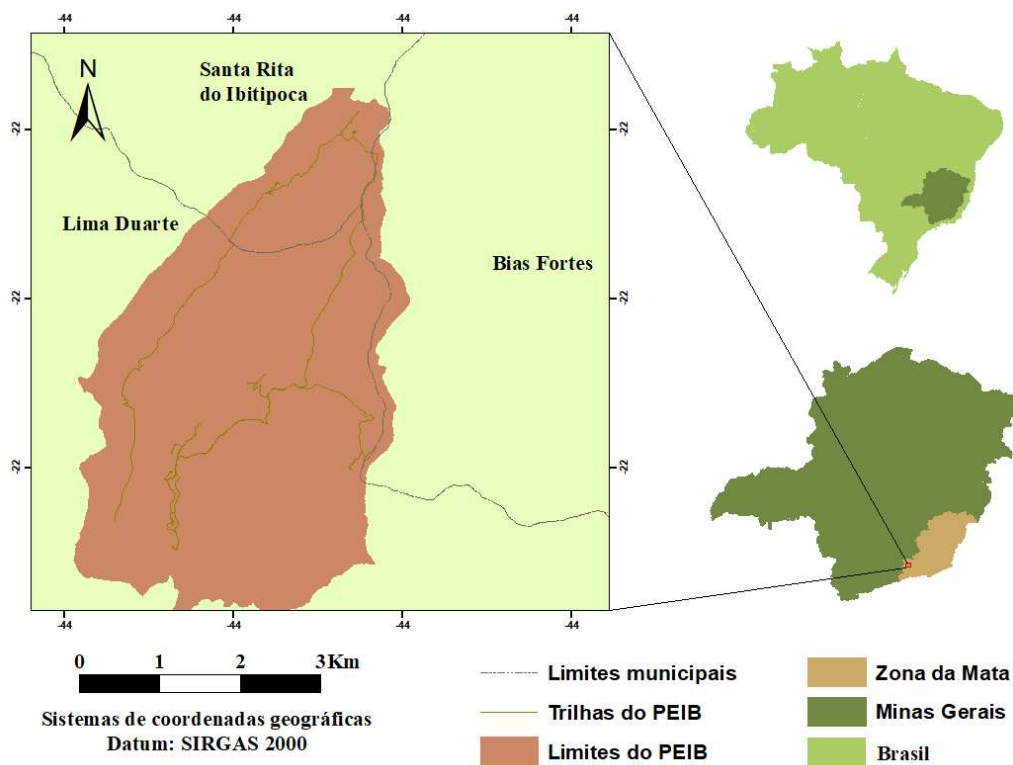 -44 -44 -44 -44
N
Santa Rita
do Ibitipoca
-22 -22
Lima Duarte
Bias Fortes
-22 -22
-22 -22
-44 -44 -44 -44
0 1 2 3Km
Sistemas de coordenadas geográficas
Datum: SIRGAS 2000
Limites municipais
Trilhas do PEIB
Limites do PEIB
Zona da Mata
Minas Gerais
Brasil